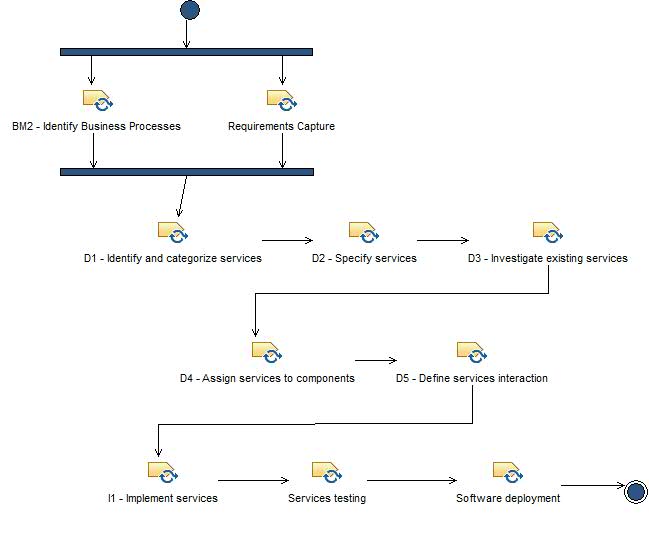 BM2 - Identify Business Processes
Requirements Capture
D1 - Identify and categorize services
D2 - Specify services
D3 - Investigate existing services
D4 - Assign services to components
D5 - Define services interaction
I1 - Implement services
Services testing
Software deployment